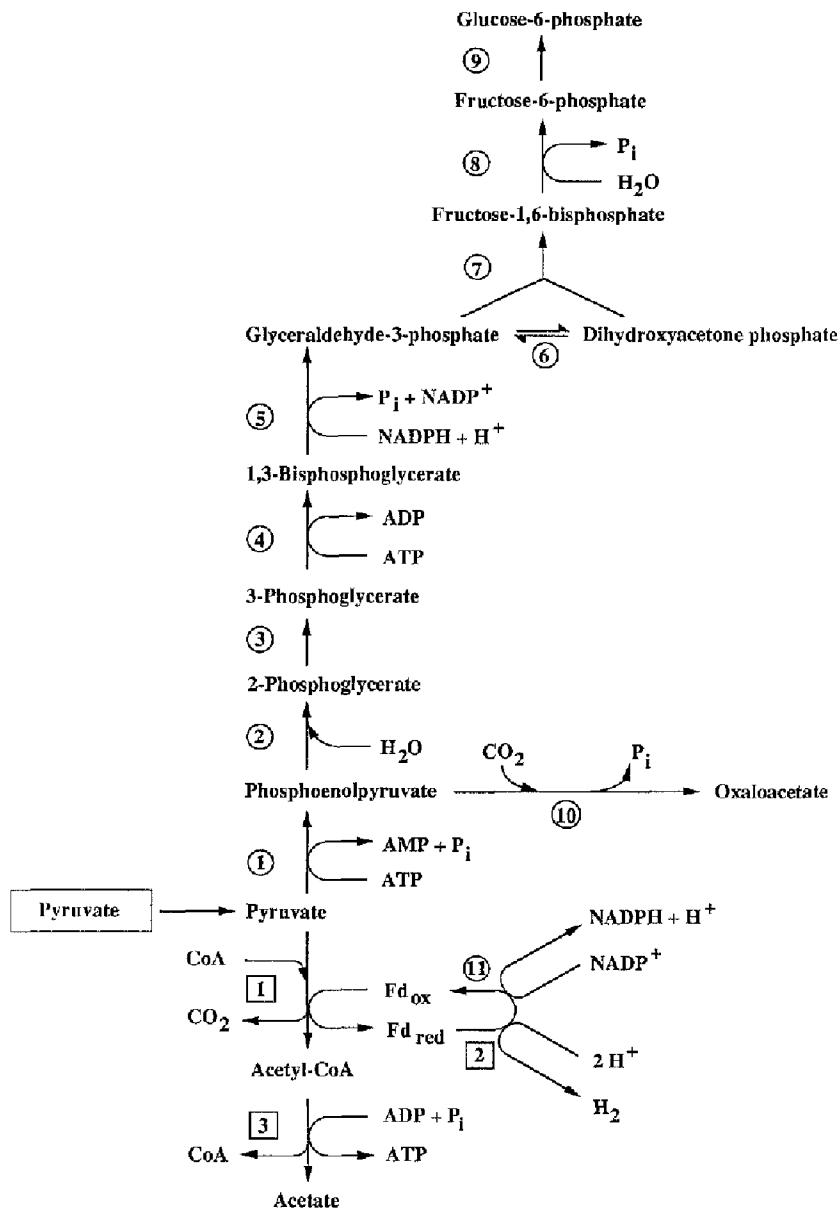 Glucose-6-phosphate
⑨
Fructose-6-phosphate
⑧
Pi
H2O
Fructose-1,6-bisphosphate
⑦
Glyceraldehyde-3-phosphate
⑥
Dihydroxyacetone phosphate
⑤
Pi + NADP+
NADPH + H+
1,3-Bisphosphoglycerate
④
ADP
ATP
3-Phosphoglycerate
③
2-Phosphoglycerate
②
H2O
CO2
Pi
Phosphoenolpyruvate
Oxaloacetate
⑩
①
AMP + Pi
ATP
Pyruvate
Pyruvate
NADPH + H+
CoA
⑪
NADP+
1
Fdox
CO2
Fdred
2
2 H+
Acetyl-CoA
H2
3
ADP + Pi
CoA
ATP
Acetate